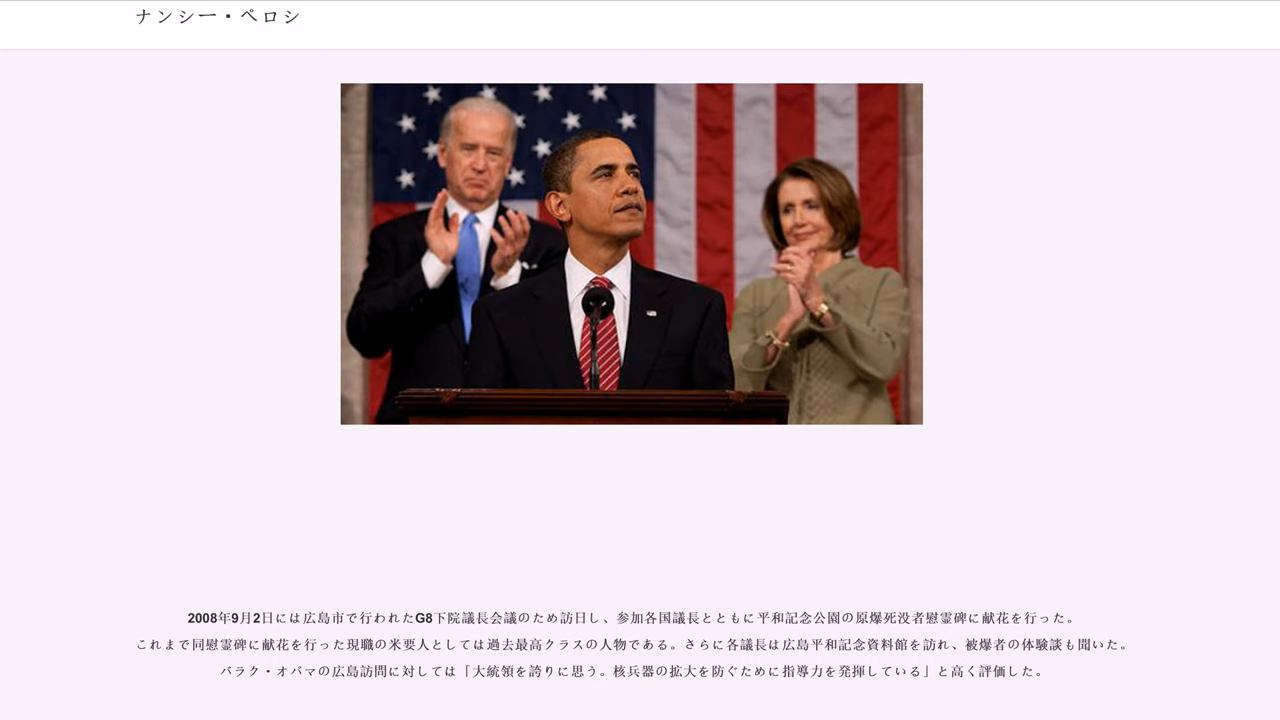 ナンシー・ペロシ
2008年9月2日には広島市で行われたG8下院議長会議のため訪日し、参加各国議長とともに平和記念公園の原爆死没者慰霊碑に献花を行った。
これまで同慰霊碑に献花を行った現職の米要人としては過去最高クラスの人物である。さらに各議長は広島平和記念資料館を訪れ、被爆者の体験談も聞いた。
バラク・オバマの広島訪問に対しては「大統領を誇りに思う。核兵器の拡大を防ぐために指導力を発揮している」と高く評価した。